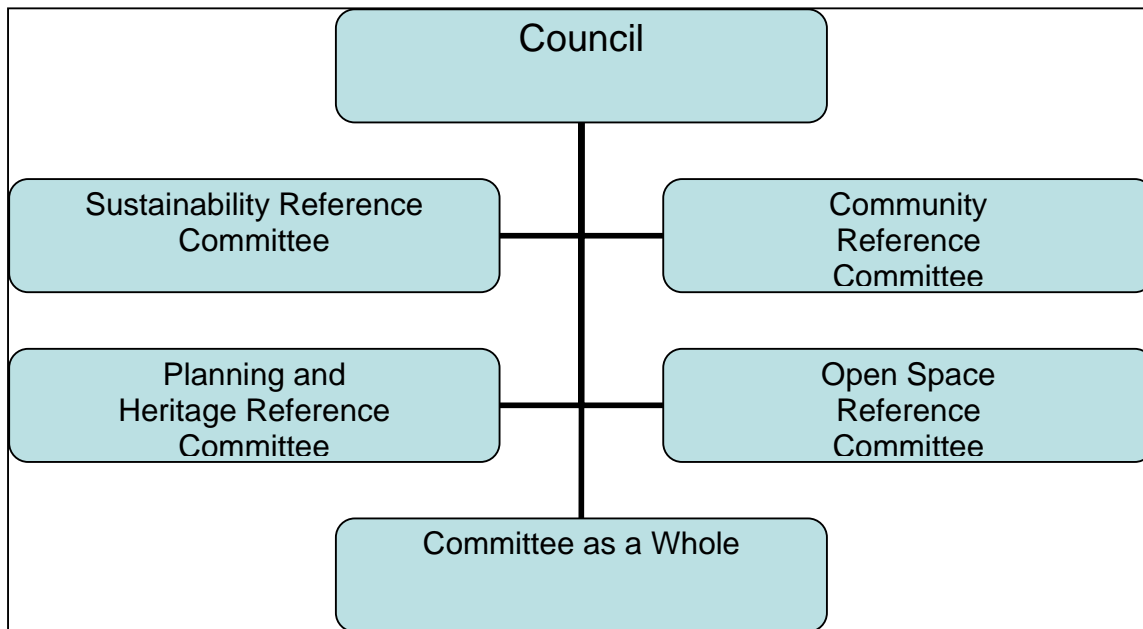 Council
Sustainability Reference
Committee
Community
Reference
Committee
Planning and
Heritage Reference
Committee
Open Space
Reference
Committee
Committee as a Whole